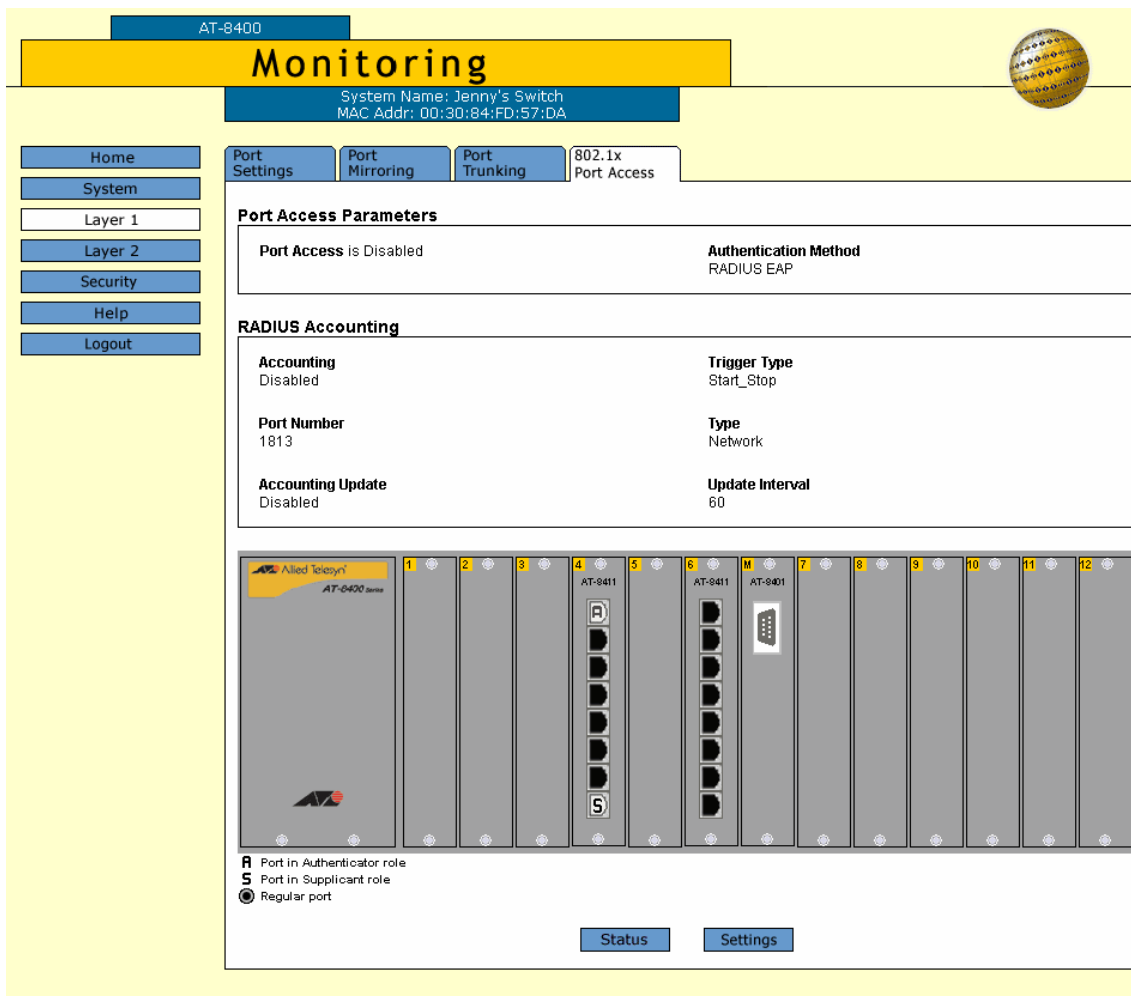 AT-8400
Monitoring
System Name: Jenny's Switch
MAC Addr: 00:30:84:FD:57:DA
Home
System
Layer 1
Layer 2
Security
Help
Logout
Port Settings
Port Mirroring
Port Trunking
802.1x Port Access
Port Access Parameters
Port Access is Disabled
Authentication Method
RADIUS EAP
RADIUS Accounting
Accounting
Disabled
Trigger Type
Start_Stop
Port Number
1813
Type
Network
Accounting Update
Disabled
Update Interval
60
Allied Telesyn
AT-8400 Series
1 2 3 4 5 6 M 7 8 9 10 11 12
AT-8411 AT-8411 AT-8401
A
S
A Port in Authenticator role
S Port in Supplicant role
Regular port
Status
Settings